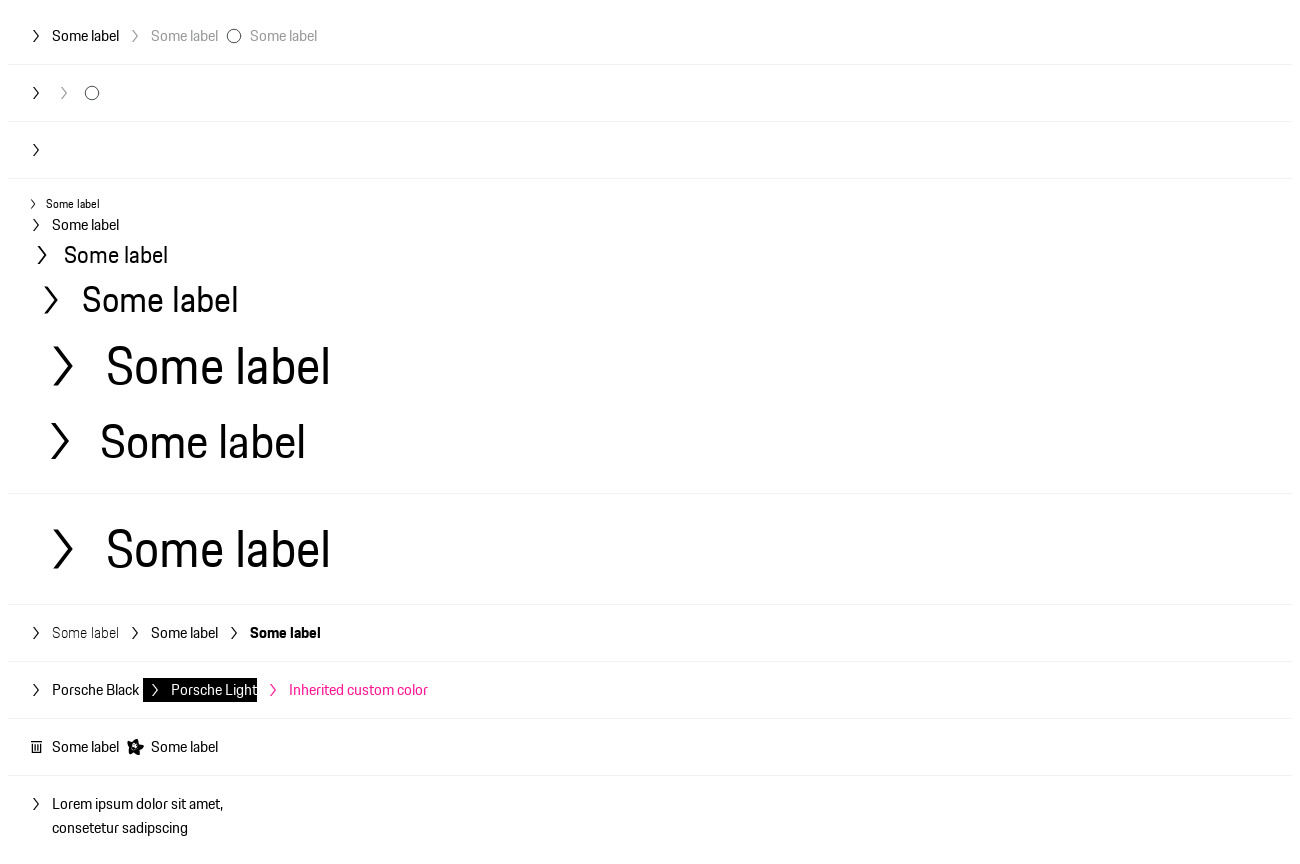 Some label Some label Some label
Some label
Some label
Some label
Some label
Some label
Some label
Some label
Some label Some label Some label
Porsche Black Porsche Light Inherited custom color
Some label Some label
Lorem ipsum dolor sit amet,
consetetur sadipscing